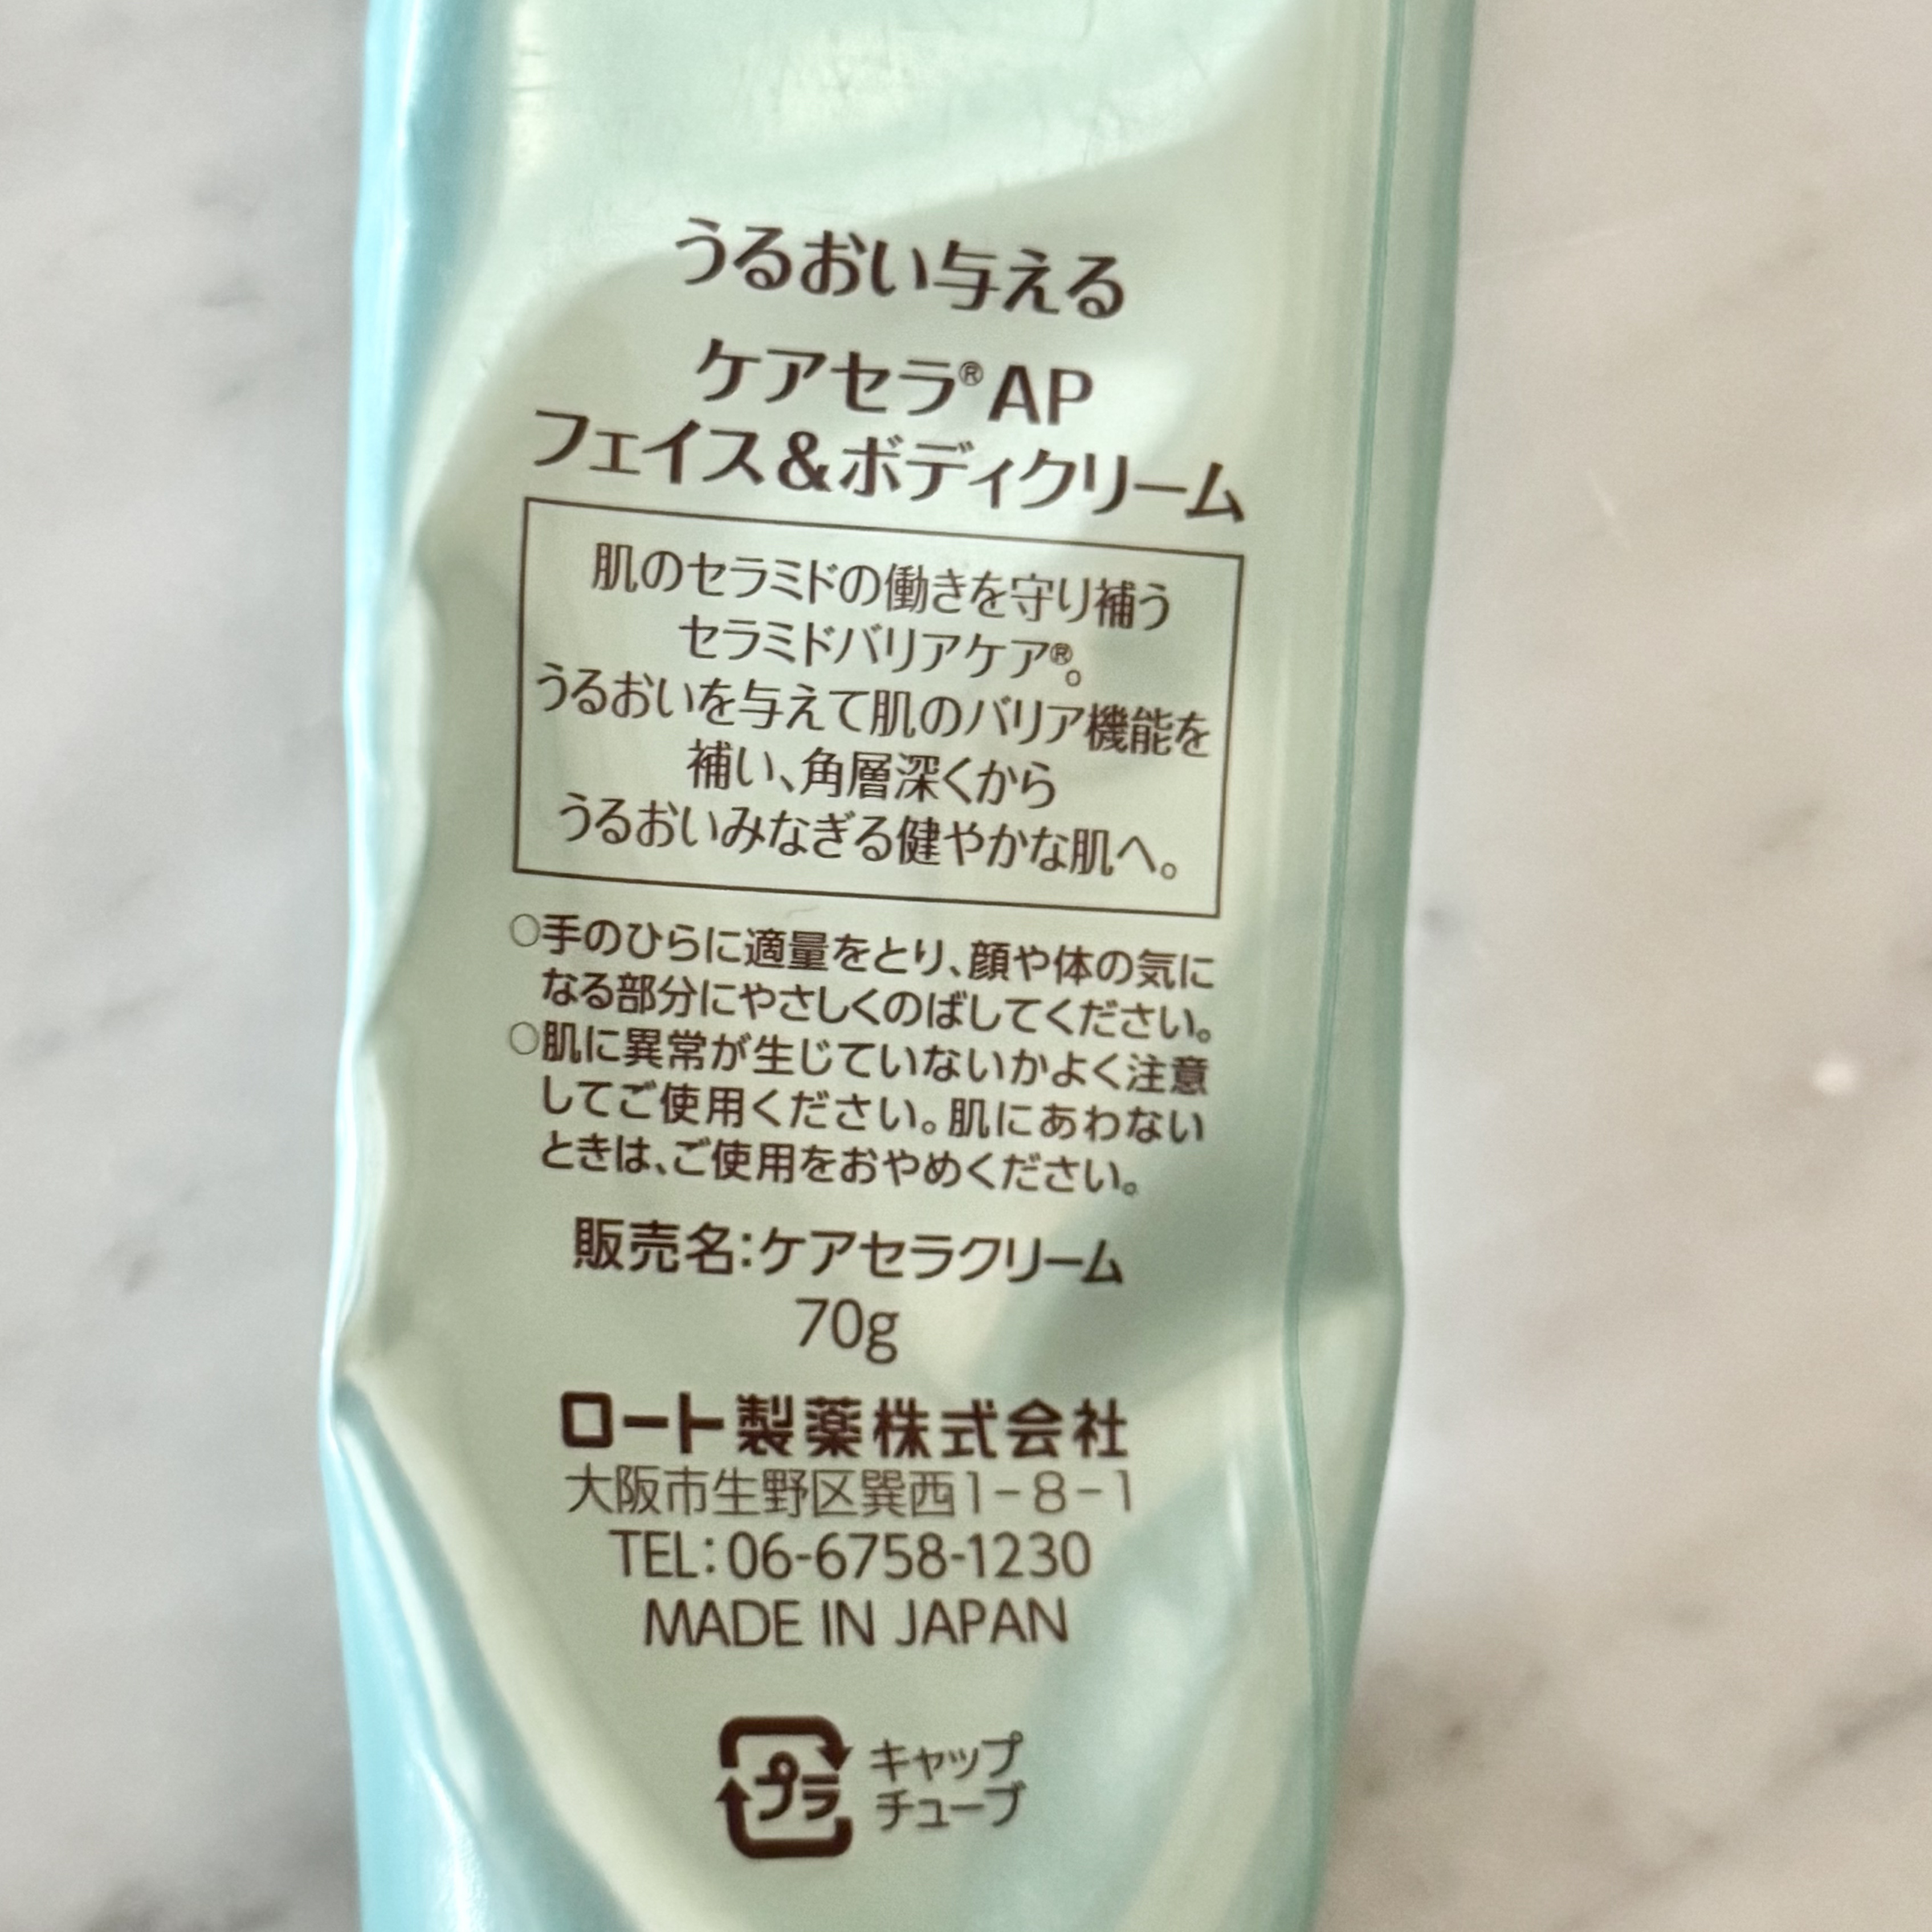 うるおい与える
ケアセラ®AP
フェイス&ボディクリーム
肌のセラミドの働きを守り補う
セラミドバリアケア®。
うるおいを与えて肌のバリア機能を
補い、角層深くから
うるおいみなぎる健やかな肌へ。
○手のひらに適量をとり、顔や体の気に
なる部分にやさしくのばしてください。
○肌に異常が生じていないかよく注意
してご使用ください。肌にあわない
ときは、ご使用をおやめください。
販売名:ケアセラクリーム
70g
ロート製薬株式会社
大阪市生野区巽西1-8-1
TEL:06-6758-1230
MADE IN JAPAN
プラ キャップ
チューブ